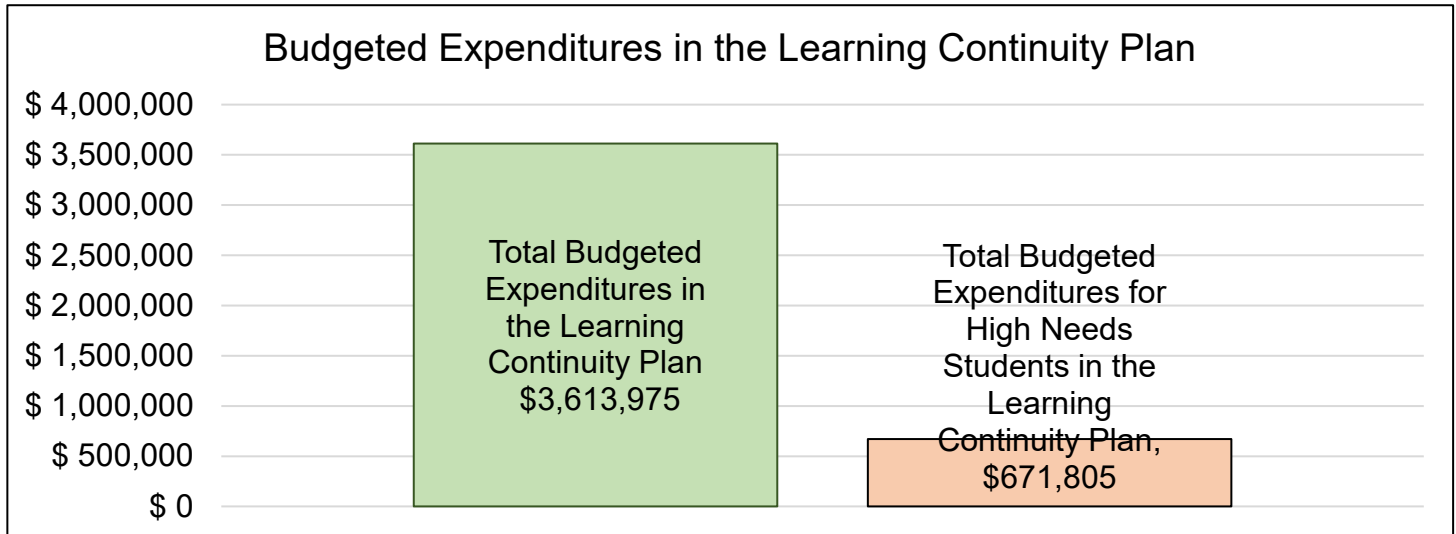 Budgeted Expenditures in the Learning Continuity Plan
$ 4,000,000
$ 3,500,000
$ 3,000,000
$ 2,500,000
$ 2,000,000
$ 1,500,000
$ 1,000,000
$ 500,000
$ 0
Total Budgeted
Expenditures in
the Learning
Continuity Plan
$3,613,975
Total Budgeted
Expenditures for
High Needs
Students in the
Learning
Continuity Plan,
$671,805